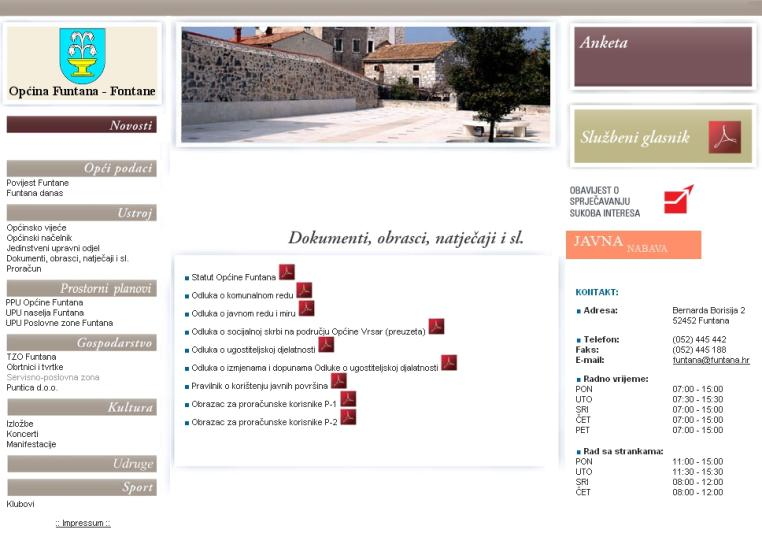 Općina Funtana - Fontane
Novosti
Opći podaci
Povijest Funtane
Funtana danas
Ustroj
Općinsko vijeće
Općinski načelnik
Jedinstveni upravni odjel
Dokumenti, obrasci, natječaji i sl.
Proračun
Prostorni planovi
PPU Općine Funtana
UPU naselja Funtana
UPU Poslovne zone Funtana
Gospodarstvo
TZO Funtana
Obrtnici i tvrtke
Servisno-poslovna zona
Puntica d.o.o.
Kultura
Izložbe
Koncerti
Manifestacije
Udruge
Sport
Klubovi
:: Impressum ::
Dokumenti, obrasci, natječaji i sl.
Statut Općine Funtana
Odluka o komunalnom redu
Odluka o javnom redu i miru
Odluka o socijalnoj skrbi na području Općine Vrsar (preuzeta)
Odluka o ugostiteljskoj djelatnosti
Odluka o izmjenama i dopunama Odluke o ugostiteljskoj djalatnosti
Pravilnik o korištenju javnih površina
Obrazac za proračunske korisnike P-1
Obrazac za proračunske korisnike P-2
Anketa
Službeni glasnik
OBAVIJEST O
SPRJEČAVANJU
SUKOBA INTERESA
JAVNA
NABAVA
KONTAKT:
Adresa: Bernarda Borisija 2
52452 Funtana
Telefon: (052) 445 442
Faks: (052) 445 188
E-mail: funtana@funtana.hr
Radno vrijeme:
PON 07:00 - 15:00
UTO 07:30 - 15:30
SRI 07:00 - 15:00
ČET 07:00 - 15:00
PET 07:00 - 15:00
Rad sa strankama:
PON 11:00 - 15:00
UTO 11:30 - 15:30
SRI 08:00 - 12:00
ČET 08:00 - 12:00